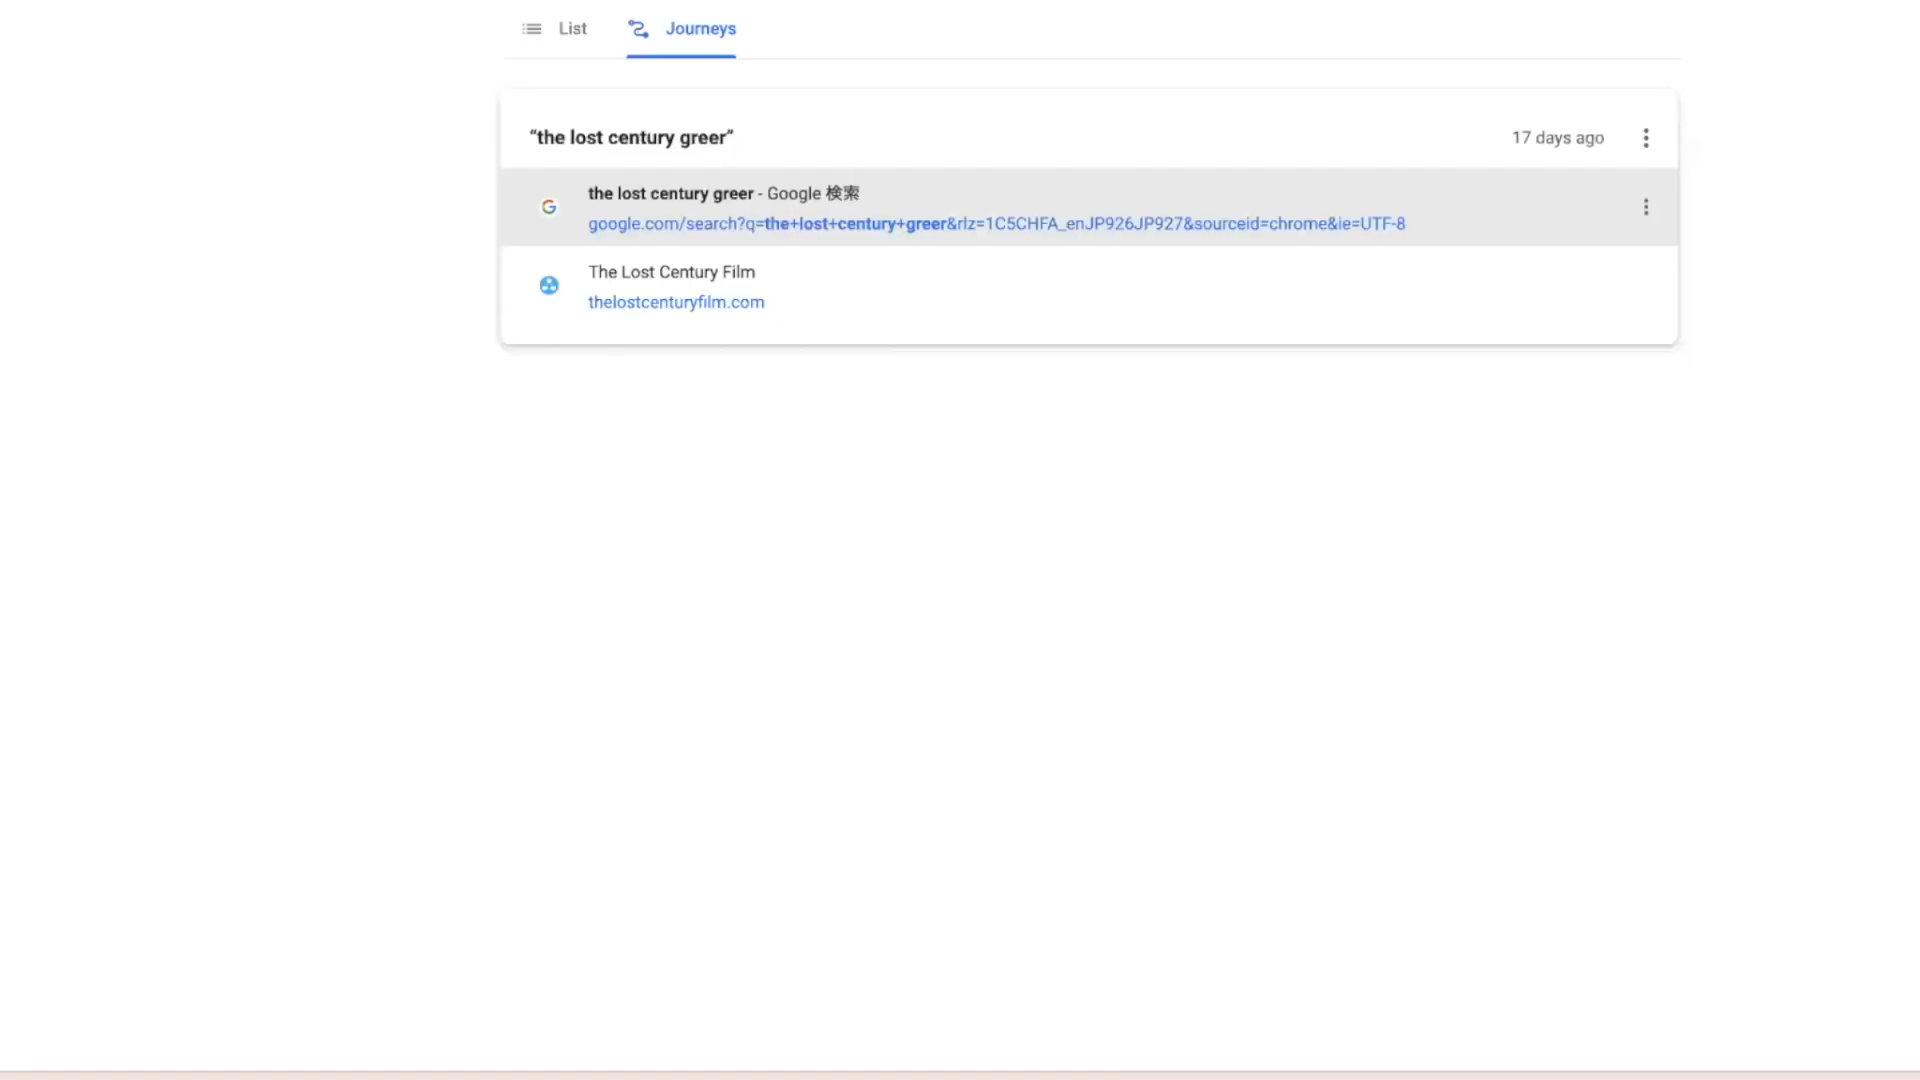 List
Journeys
“the lost century greer”
17 days ago
the lost century greer - Google 検索
google.com/search?q=the+lost+century+greer&rlz=1C5CHFA_enJP926JP927&sourceid=chrome&ie=UTF-8
The Lost Century Film
thelostcenturyfilm.com